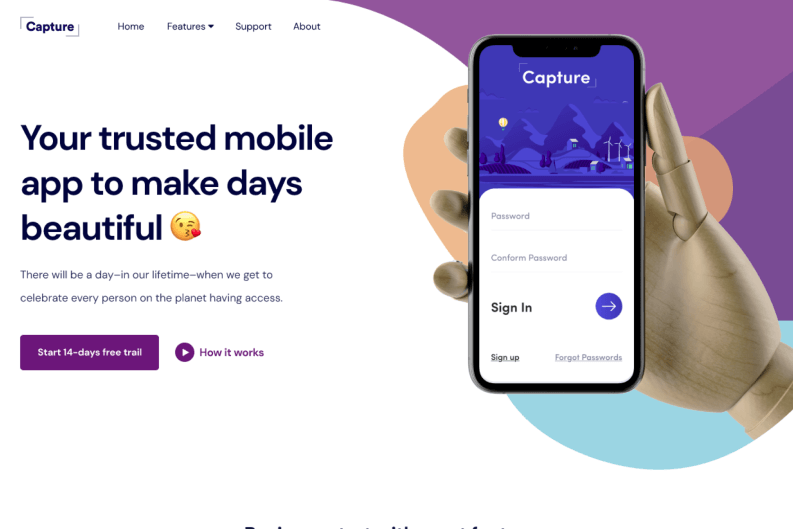 Capture
Home Features Support About
Your trusted mobile
app to make days
beautiful 😘
There will be a day–in our lifetime–when we get to
celebrate every person on the planet having access.
Start 14-days free trail
How it works
Capture
Password
Conform Password
Sign In
Sign up Forgot Passwords